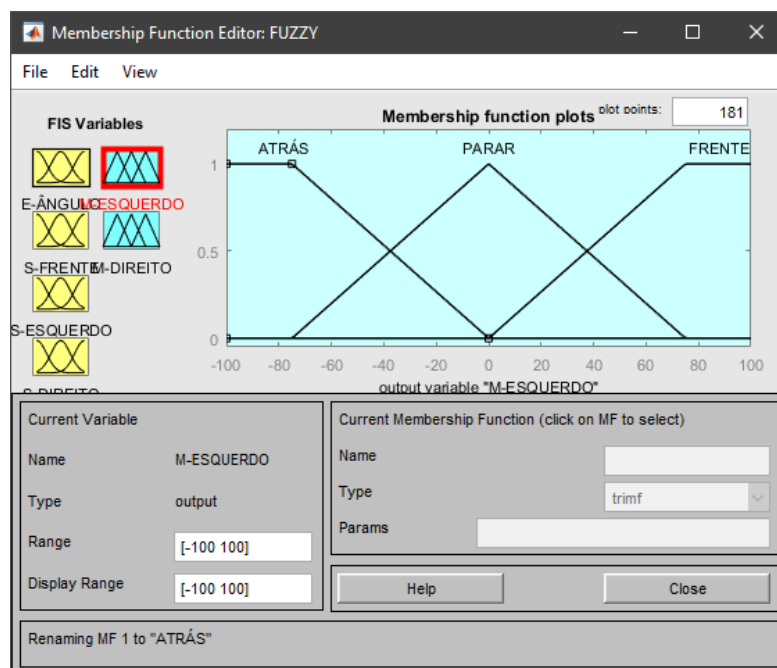 Membership Function Editor: FUZZY
File Edit View
FIS Variables
Membership function plots
plot points:
181
E-ÂNGULO
M-ESQUERDO
S-FRENTE
M-DIREITO
S-ESQUERDO
S-DIREITO
ATRÁS
PARAR
FRENTE
1
0.5
0
-100 -80 -60 -40 -20 0 20 40 60 80 100
output variable "M-ESQUERDO"
Current Variable
Name M-ESQUERDO
Type output
Range [-100 100]
Display Range [-100 100]
Current Membership Function (click on MF to select)
Name
Type trimf
Params
Help
Close
Renaming MF 1 to "ATRÁS"